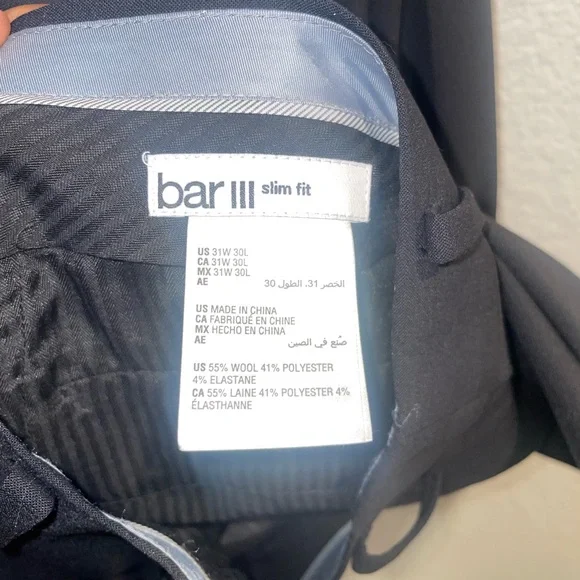 bar III slim fit
US 31W 30L
CA 31W 30L
MX 31W 30L
AE الخصر 31، الطول 30
US MADE IN CHINA
CA FABRIQUÉ EN CHINE
MX HECHO EN CHINA
AE صُنع في الصين
US 55% WOOL 41% POLYESTER
4% ELASTANE
CA 55% LAINE 41% POLYESTER 4%
ÉLASTHANNE